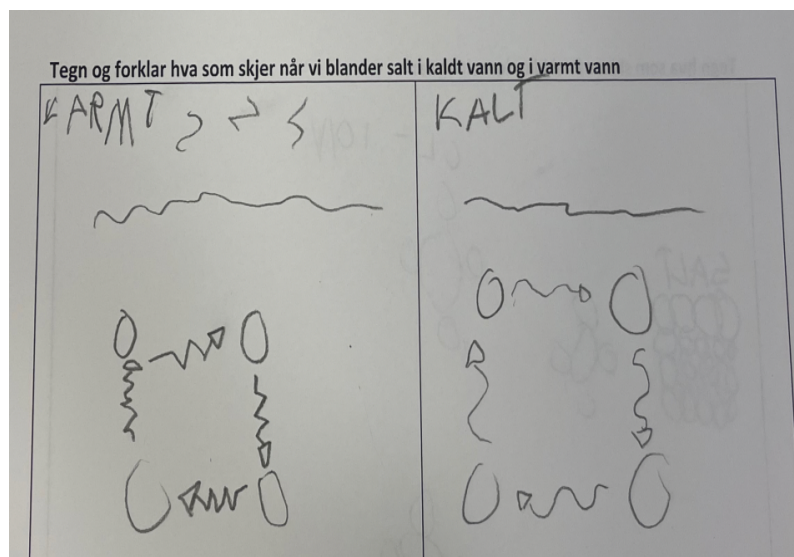 Tegn og forklar hva som skjer når vi blander salt i kaldt vann og i varmt vann
VARMT
KALT